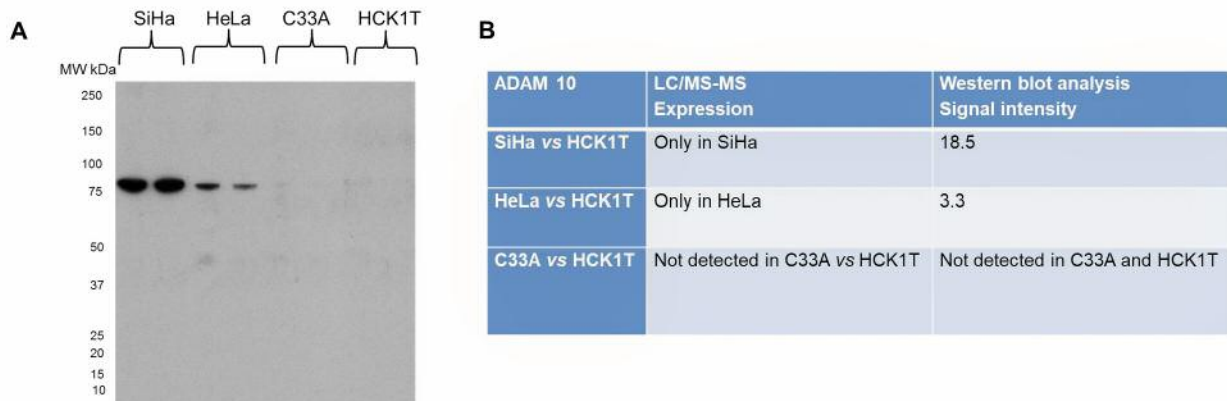 A
SiHa HeLa C33A HCK1T
MW kDa
250
150
100
75
50
37
25
20
15
10
B
ADAM 10 LC/MS-MS Expression Western blot analysis Signal intensity
SiHa vs HCK1T Only in SiHa 18.5
HeLa vs HCK1T Only in HeLa 3.3
C33A vs HCK1T Not detected in C33A vs HCK1T Not detected in C33A and HCK1T